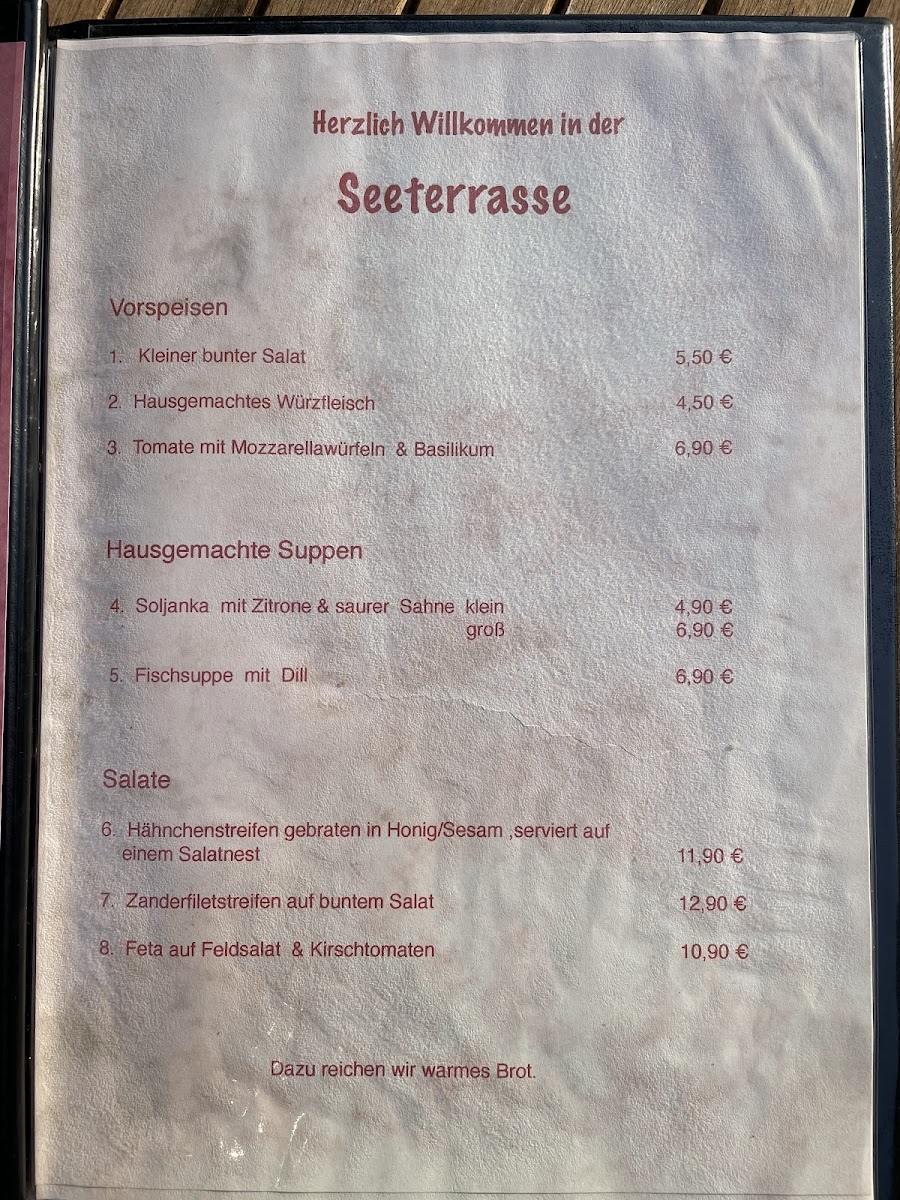 Herzlich Willkommen in der
Seeterrasse
Vorspeisen
1. Kleiner bunter Salat 5,50 €
2. Hausgemachtes Würzfleisch 4,50 €
3. Tomate mit Mozzarellawürfeln & Basilikum 6,90 €
Hausgemachte Suppen
4. Soljanka mit Zitrone & saurer Sahne klein 4,90 €
groß 6,90 €
5. Fischsuppe mit Dill 6,90 €
Salate
6. Hähnchenstreifen gebraten in Honig/Sesam ,serviert auf
einem Salatnest 11,90 €
7. Zanderfiletstreifen auf buntem Salat 12,90 €
8. Feta auf Feldsalat & Kirschtomaten 10,90 €
Dazu reichen wir warmes Brot.